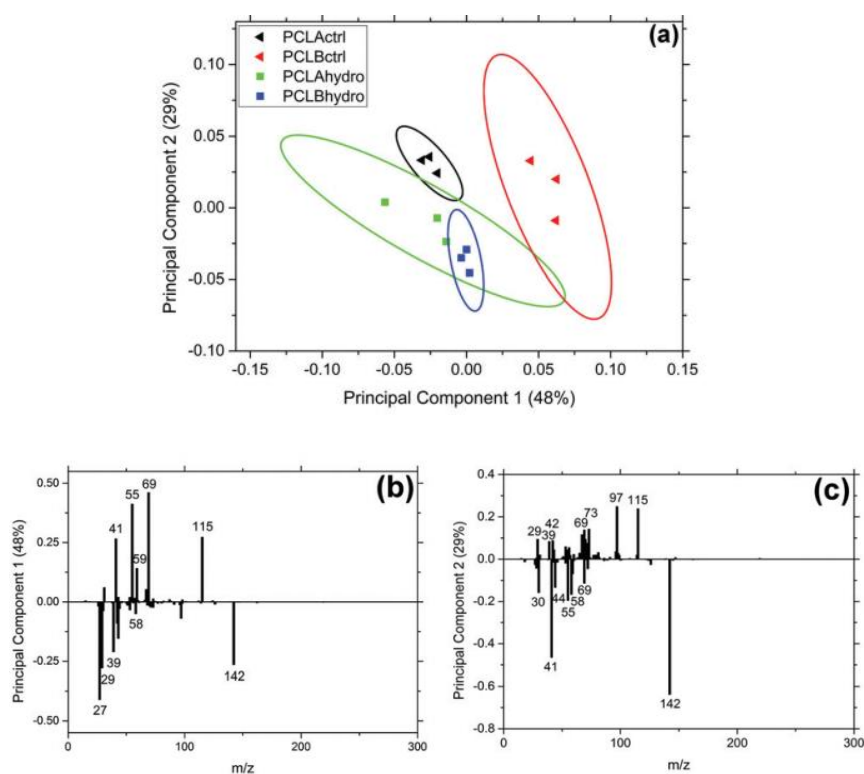 (a)
PCLActrl
PCLBctrl
PCLAhydro
PCLBhydro
0.10
0.05
0.00
-0.05
-0.10
Principal Component 2 (29%)
-0.15 -0.10 -0.05 0.00 0.05 0.10 0.15
Principal Component 1 (48%)
(b)
0.50
0.25
0.00
-0.25
-0.50
Principal Component 1 (48%)
69
55
41
115
59
58
39
29
27
142
0 100 200 300
m/z
(c)
0.4
0.2
0.0
-0.2
-0.4
-0.6
-0.8
Principal Component 2 (29%)
97
115
73
69
42
29
39
30
44
69
58
55
41
142
0 100 200 300
m/z